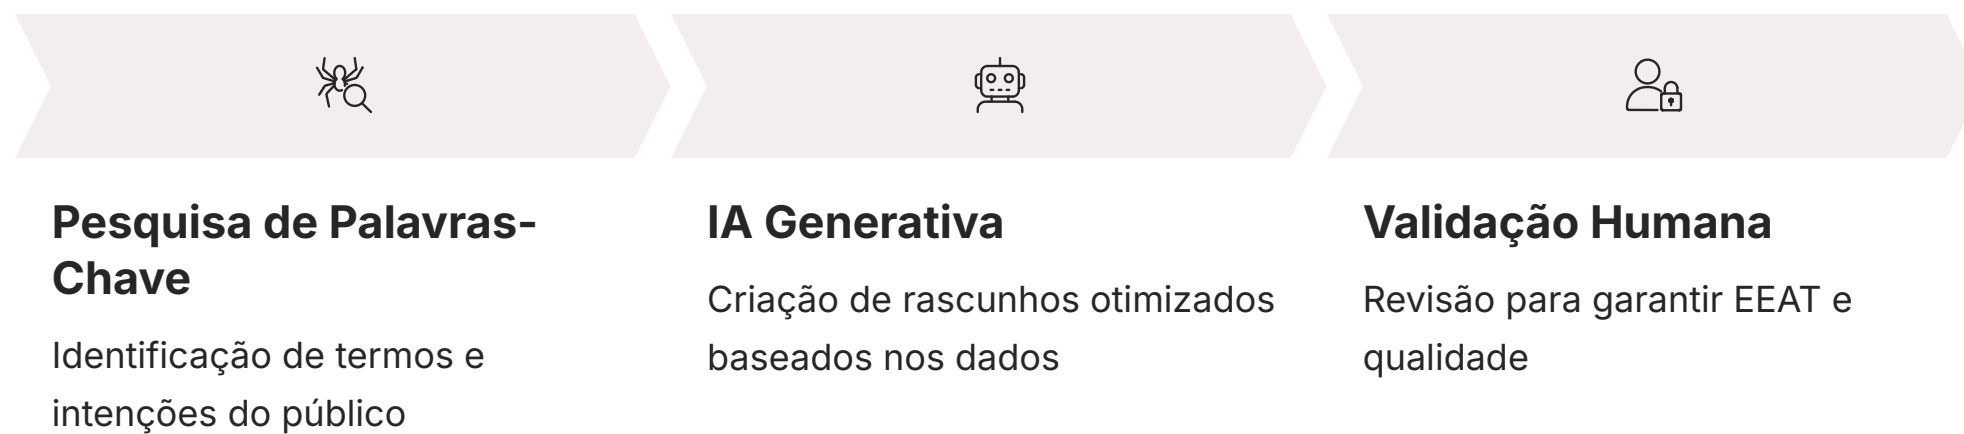 Pesquisa de Palavras-
Chave
Identificação de termos e
intenções do público
IA Generativa
Criação de rascunhos otimizados
baseados nos dados
Validação Humana
Revisão para garantir EEAT e
qualidade